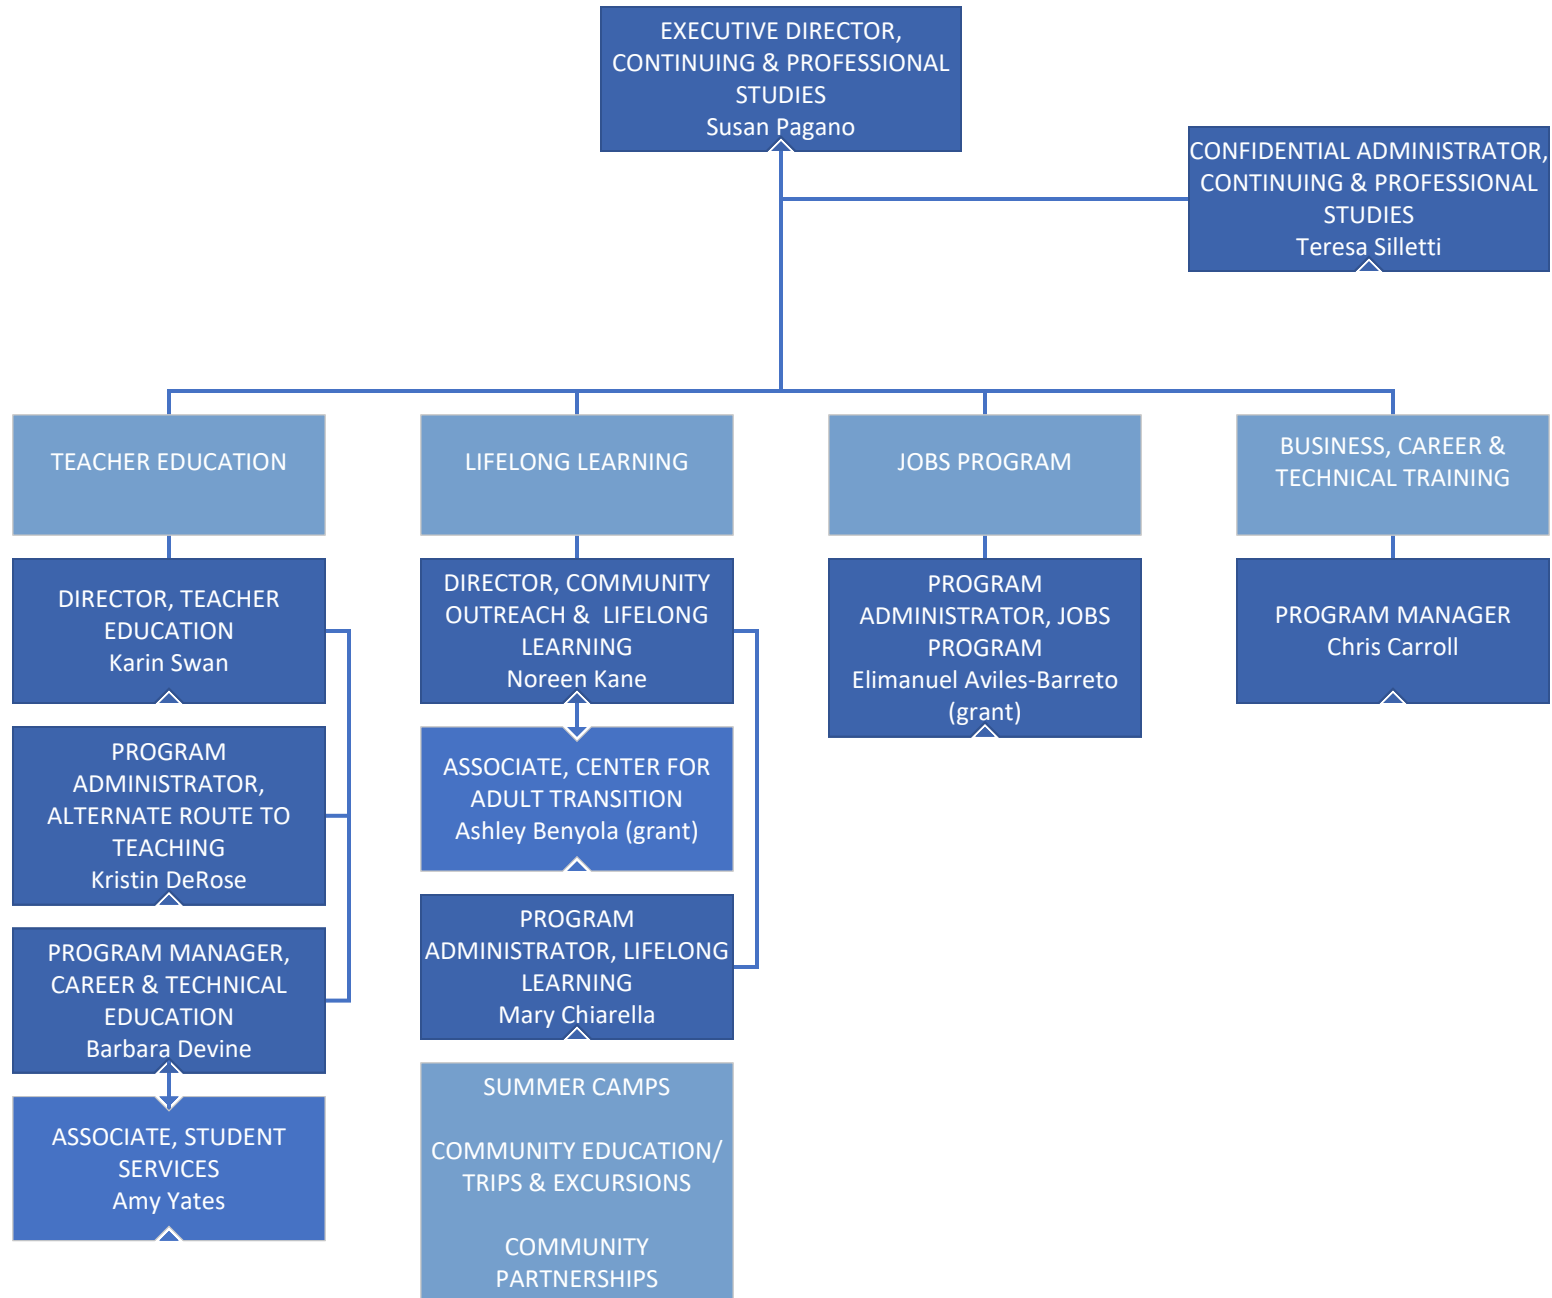 EXECUTIVE DIRECTOR,
CONTINUING & PROFESSIONAL
STUDIES
Susan Pagano
CONFIDENTIAL ADMINISTRATOR,
CONTINUING & PROFESSIONAL
STUDIES
Teresa Silletti
TEACHER EDUCATION
LIFELONG LEARNING
JOBS PROGRAM
BUSINESS, CAREER &
TECHNICAL TRAINING
DIRECTOR, TEACHER
EDUCATION
Karin Swan
PROGRAM
ADMINISTRATOR,
ALTERNATE ROUTE TO
TEACHING
Kristin DeRose
PROGRAM MANAGER,
CAREER & TECHNICAL
EDUCATION
Barbara Devine
ASSOCIATE, STUDENT
SERVICES
Amy Yates
DIRECTOR, COMMUNITY
OUTREACH & LIFELONG
LEARNING
Noreen Kane
ASSOCIATE, CENTER FOR
ADULT TRANSITION
Ashley Benyola (grant)
PROGRAM
ADMINISTRATOR, LIFELONG
LEARNING
Mary Chiarella
SUMMER CAMPS
COMMUNITY EDUCATION/
TRIPS & EXCURSIONS
COMMUNITY
PARTNERSHIPS
PROGRAM
ADMINISTRATOR, JOBS
PROGRAM
Elimanuel Aviles-Barreto
(grant)
PROGRAM MANAGER
Chris Carroll